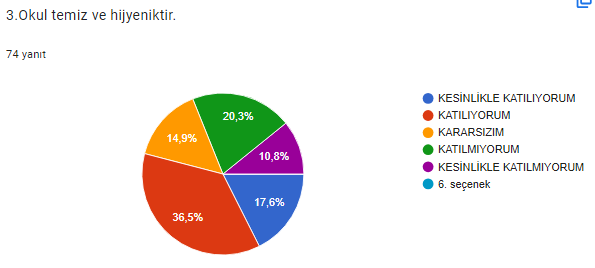 3.Okul temiz ve hijyeniktir.
74 yanıt
KESİNLİKLE KATILIYORUM
KATILIYORUM
KARARSIZIM
KATILMIYORUM
KESİNLİKLE KATILMIYORUM
6. seçenek
20,3%
14,9%
10,8%
17,6%
36,5%